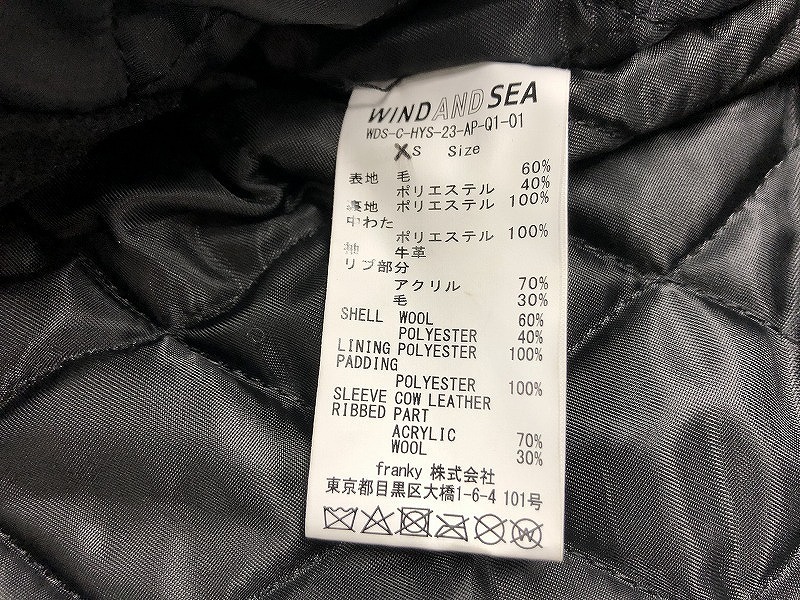 WIND AND SEA
WDS-C-HYS-23-AP-Q1-01
XS Size
表地 毛 60%
ポリエステル 40%
裏地 ポリエステル 100%
中わた
ポリエステル 100%
袖 牛革
リブ部分
アクリル 70%
毛 30%
SHELL WOOL 60%
POLYESTER 40%
LINING POLYESTER 100%
PADDING
POLYESTER 100%
SLEEVE COW LEATHER
RIBBED PART
ACRYLIC 70%
WOOL 30%
franky 株式会社
東京都目黒区大橋1-6-4 101号
W